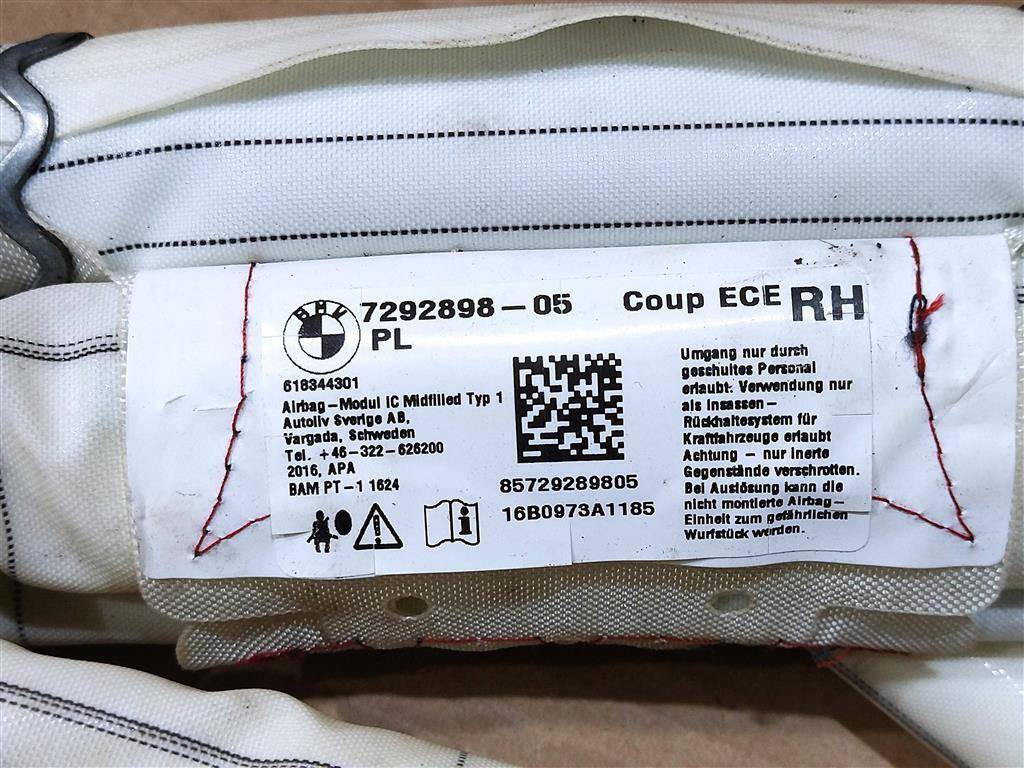 BMW
7292898-05
PL
Coup ECE RH
618344301
Airbag-Modul IC Midfilled Typ 1
Autoliv Sverige AB,
Vargada, Schweden
Tel. +46-322-626200
2016, APA
BAM PT-1 1624
85729289805
16B0973A1185
Umgang nur durch
geschultes Personal
erlaubt. Verwendung nur
als Insassen-
Rückhaltesystem für
Kraftfahrzeuge erlaubt
Achtung - nur inerte
Gegenstände verschrotten.
Bei Auslösung kann die
nicht montierte Airbag-
Einheit zum gefährlichen
Wurfstück werden.